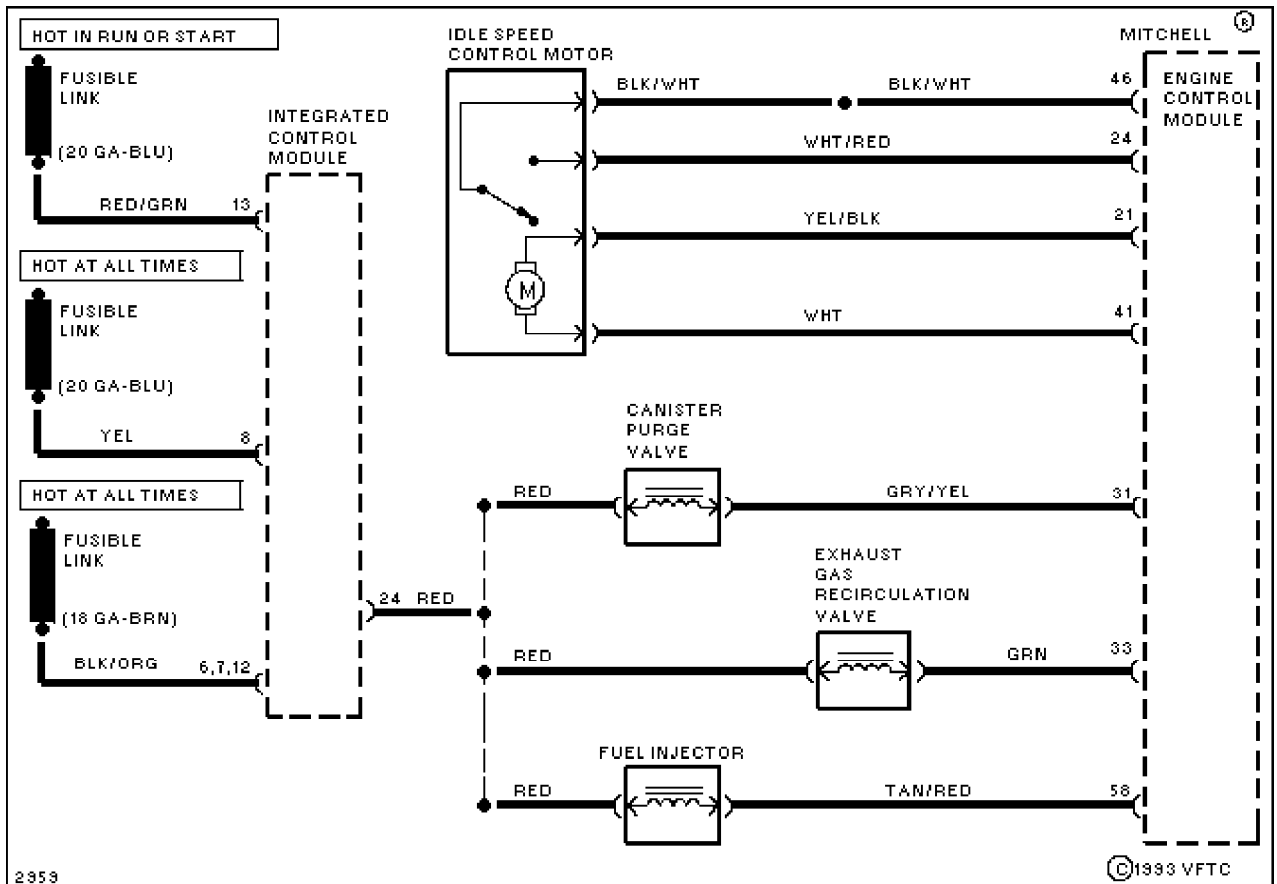 HOT IN RUN OR START
FUSIBLE
LINK
(20 GA-BLU)
RED/GRN 13
HOT AT ALL TIMES
FUSIBLE
LINK
(20 GA-BLU)
YEL 8
HOT AT ALL TIMES
FUSIBLE
LINK
(18 GA-BRN)
BLK/ORG 6,7,12
INTEGRATED
CONTROL
MODULE
24 RED
IDLE SPEED
CONTROL MOTOR
M
BLK/WHT BLK/WHT 46
WHT/RED 24
YEL/BLK 21
WHT 41
MITCHELL ®
ENGINE
CONTROL
MODULE
CANISTER
PURGE
VALVE
RED GRY/YEL 31
EXHAUST
GAS
RECIRCULATION
VALVE
RED GRN 33
FUEL INJECTOR
RED TAN/RED 58
2959
©1993 VFTC